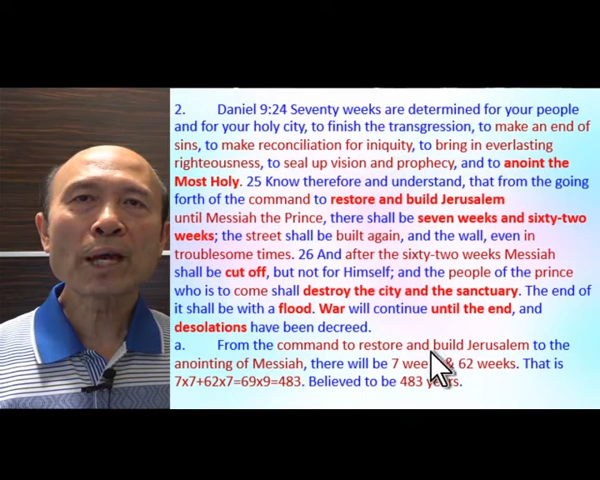 2. Daniel 9:24 Seventy weeks are determined for your people
and for your holy city, to finish the transgression, to make an end of
sins, to make reconciliation for iniquity, to bring in everlasting
righteousness, to seal up vision and prophecy, and to anoint the
Most Holy. 25 Know therefore and understand, that from the going
forth of the command to restore and build Jerusalem
until Messiah the Prince, there shall be seven weeks and sixty-two
weeks; the street shall be built again, and the wall, even in
troublesome times. 26 And after the sixty-two weeks Messiah
shall be cut off, but not for Himself; and the people of the prince
who is to come shall destroy the city and the sanctuary. The end of
it shall be with a flood. War will continue until the end, and
desolations have been decreed.
a. From the command to restore and build Jerusalem to the
anointing of Messiah, there will be 7 weeks & 62 weeks. That is
7x7+62x7=69x9=483. Believed to be 483 years.